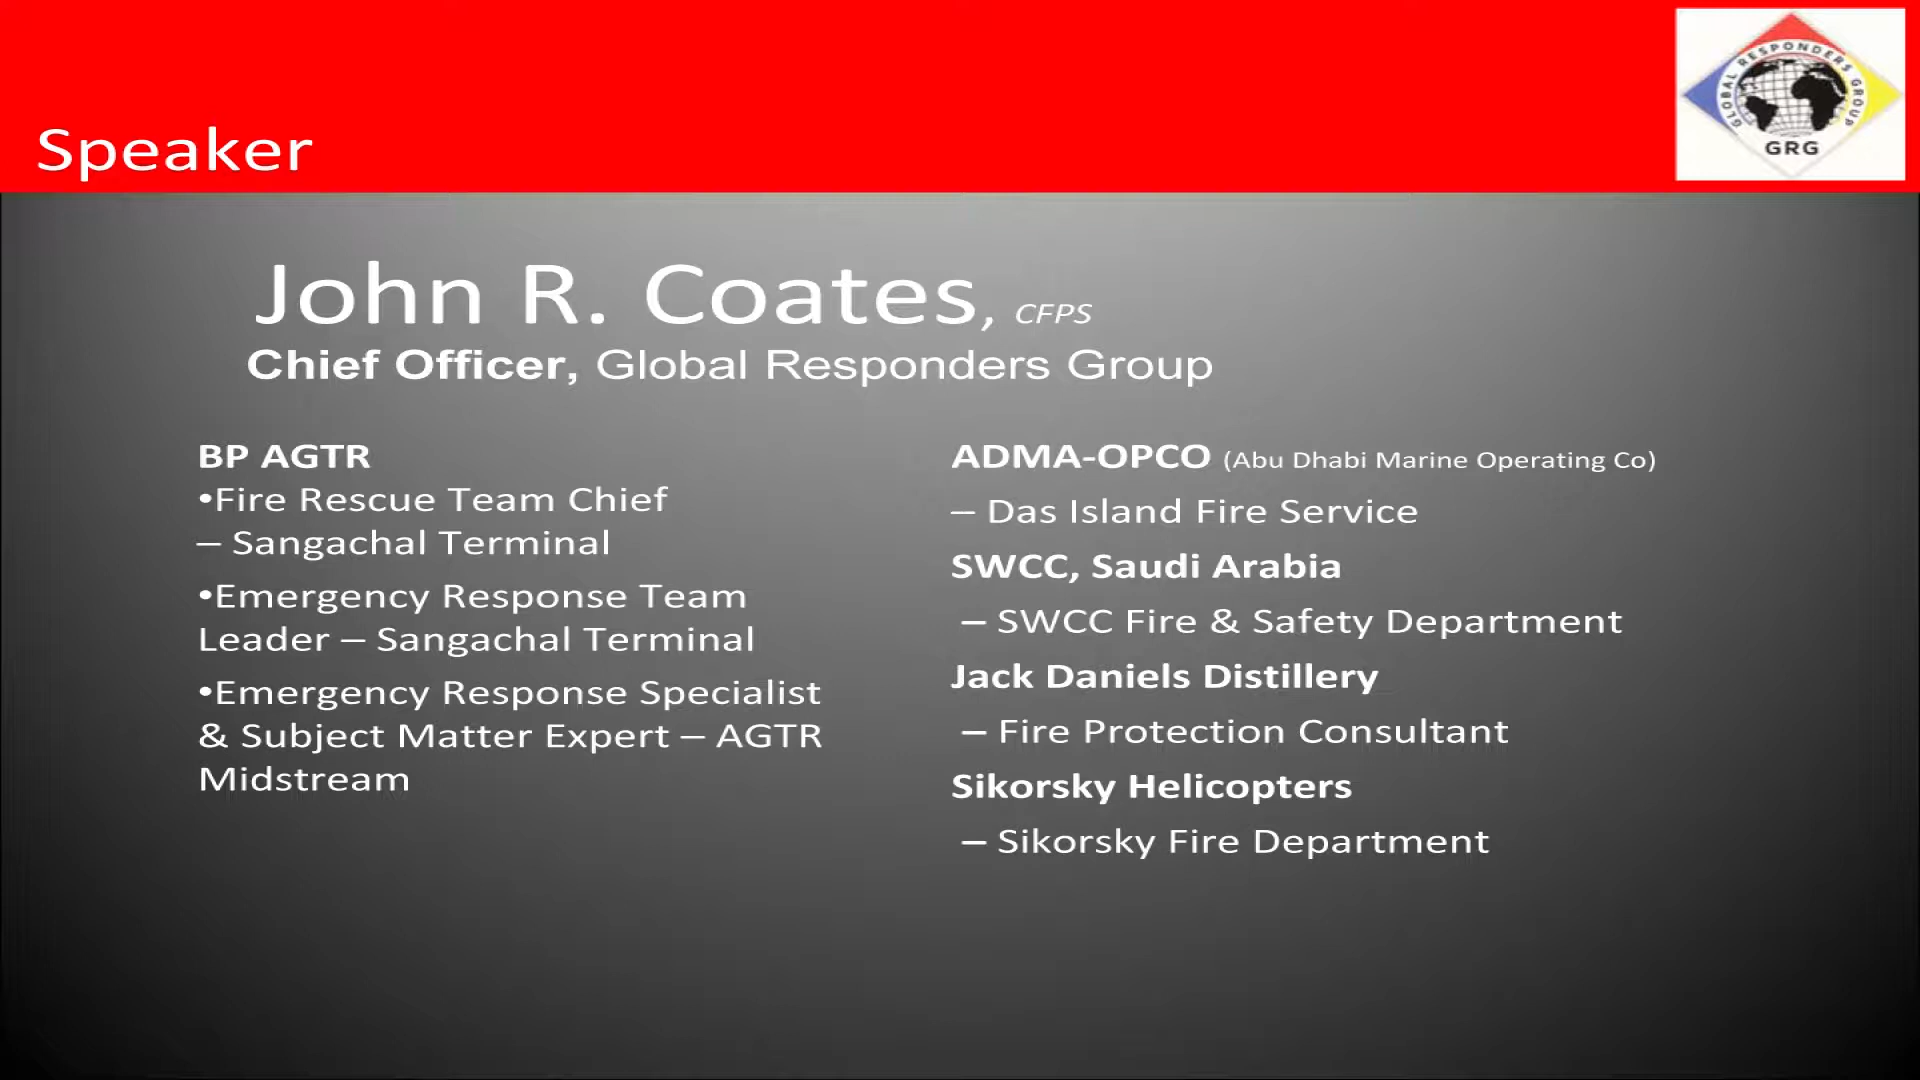 Speaker
GLOBAL RESPONDERS GROUP
GRG
John R. Coates, CFPS
Chief Officer, Global Responders Group
BP AGTR
•Fire Rescue Team Chief
– Sangachal Terminal
•Emergency Response Team
Leader – Sangachal Terminal
•Emergency Response Specialist
& Subject Matter Expert – AGTR
Midstream
ADMA-OPCO (Abu Dhabi Marine Operating Co)
– Das Island Fire Service
SWCC, Saudi Arabia
– SWCC Fire & Safety Department
Jack Daniels Distillery
– Fire Protection Consultant
Sikorsky Helicopters
– Sikorsky Fire Department